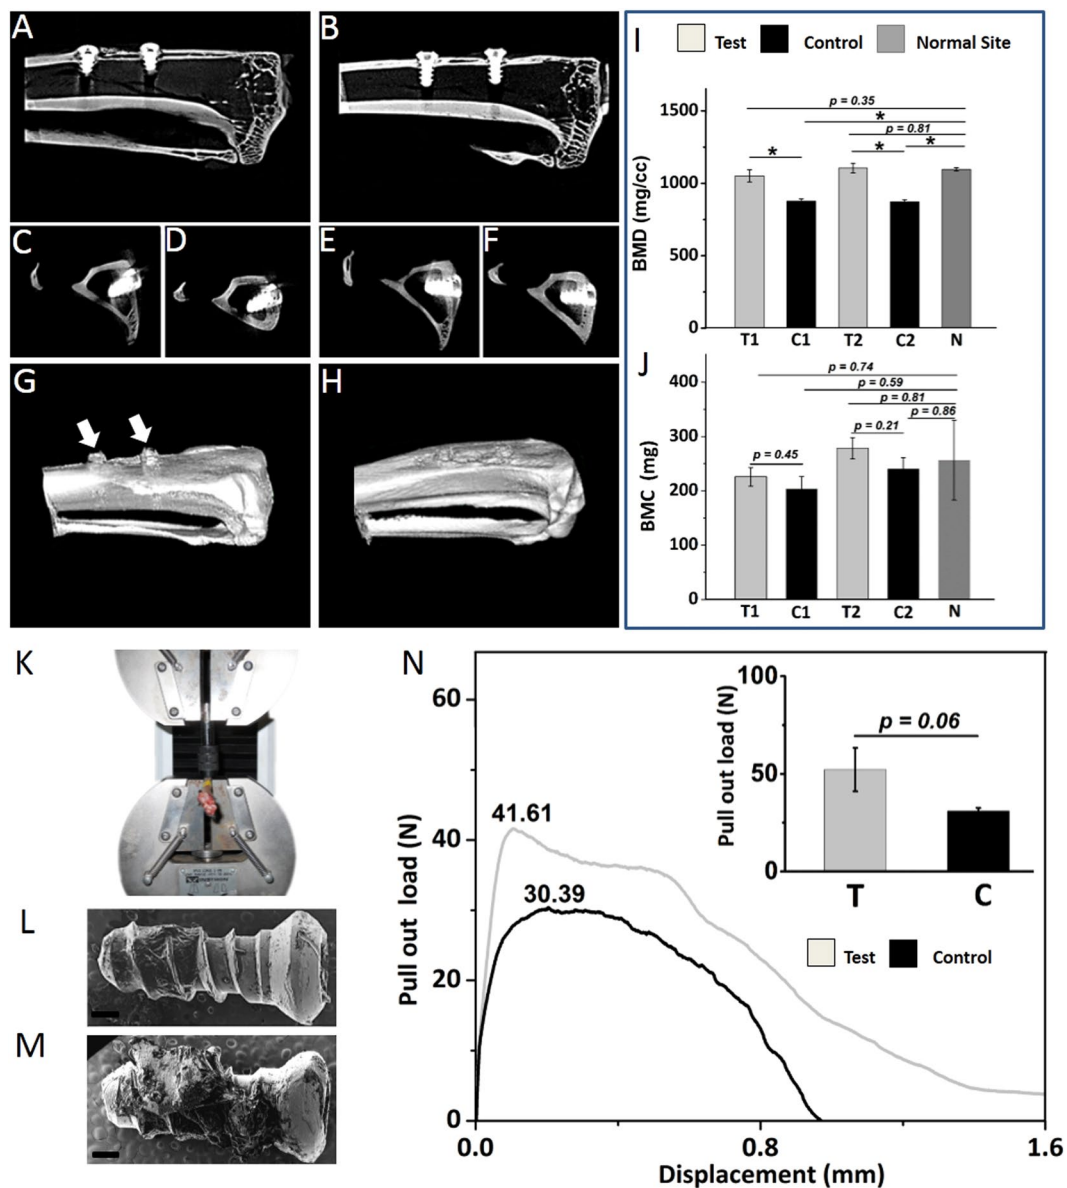 A
B
C
D
E
F
G
H
I
Test Control Normal Site
p = 0.35
*
p = 0.81
* * *
BMD (mg/cc)
1500
1000
500
0
T1 C1 T2 C2 N
J
p = 0.74
p = 0.59
p = 0.81
p = 0.86
p = 0.21
p = 0.45
BMC (mg)
400
300
200
100
0
T1 C1 T2 C2 N
K
L
M
N
Pull out load (N)
60
40
20
0
41.61
30.39
0.0 0.8 1.6
Displacement (mm)
Pull out load (N)
100
50
0
p = 0.06
T C
Test Control